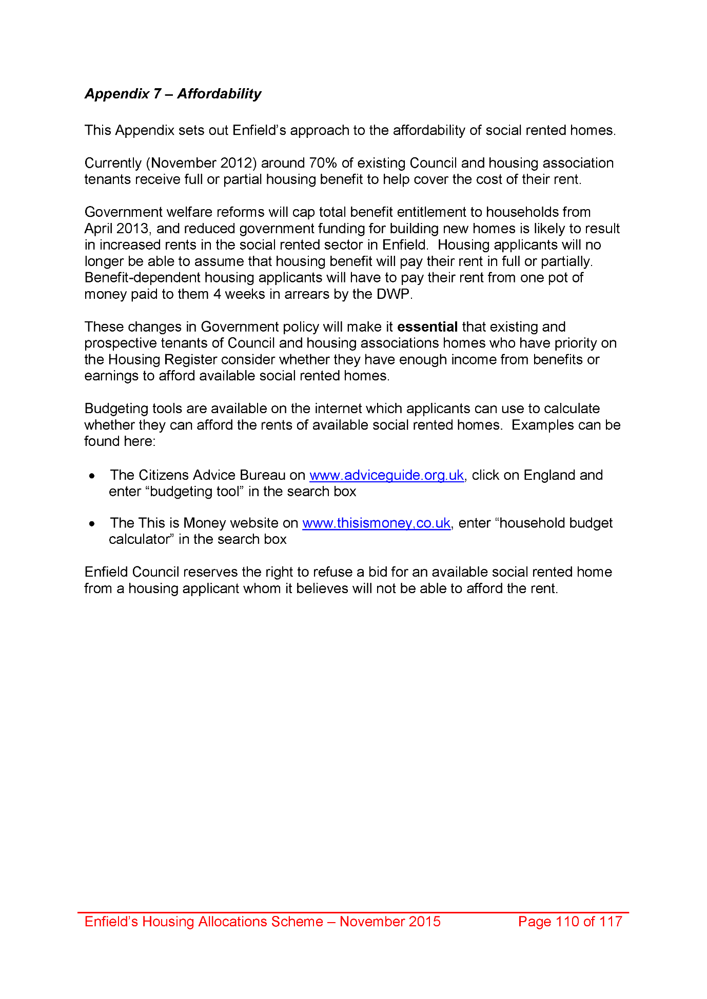 Appendix 7 – Affordability
This Appendix sets out Enfield’s approach to the affordability of social rented homes.
Currently (November 2012) around 70% of existing Council and housing association
tenants receive full or partial housing benefit to help cover the cost of their rent.
Government welfare reforms will cap total benefit entitlement to households from
April 2013, and reduced government funding for building new homes is likely to result
in increased rents in the social rented sector in Enfield.  Housing applicants will no
longer be able to assume that housing benefit will pay their rent in full or partially.
Benefit-dependent housing applicants will have to pay their rent from one pot of
money paid to them 4 weeks in arrears by the DWP.
These changes in Government policy will make it essential that existing and
prospective tenants of Council and housing associations homes who have priority on
the Housing Register consider whether they have enough income from benefits or
earnings to afford available social rented homes.
Budgeting tools are available on the internet which applicants can use to calculate
whether they can afford the rents of available social rented homes.  Examples can be
found here:
• The Citizens Advice Bureau on www.adviceguide.org.uk, click on England and
enter “budgeting tool” in the search box
• The This is Money website on www.thisismoney,co.uk, enter “household budget
calculator” in the search box
Enfield Council reserves the right to refuse a bid for an available social rented home
from a housing applicant whom it believes will not be able to afford the rent.
Enfield’s Housing Allocations Scheme – November 2015 Page 110 of 117